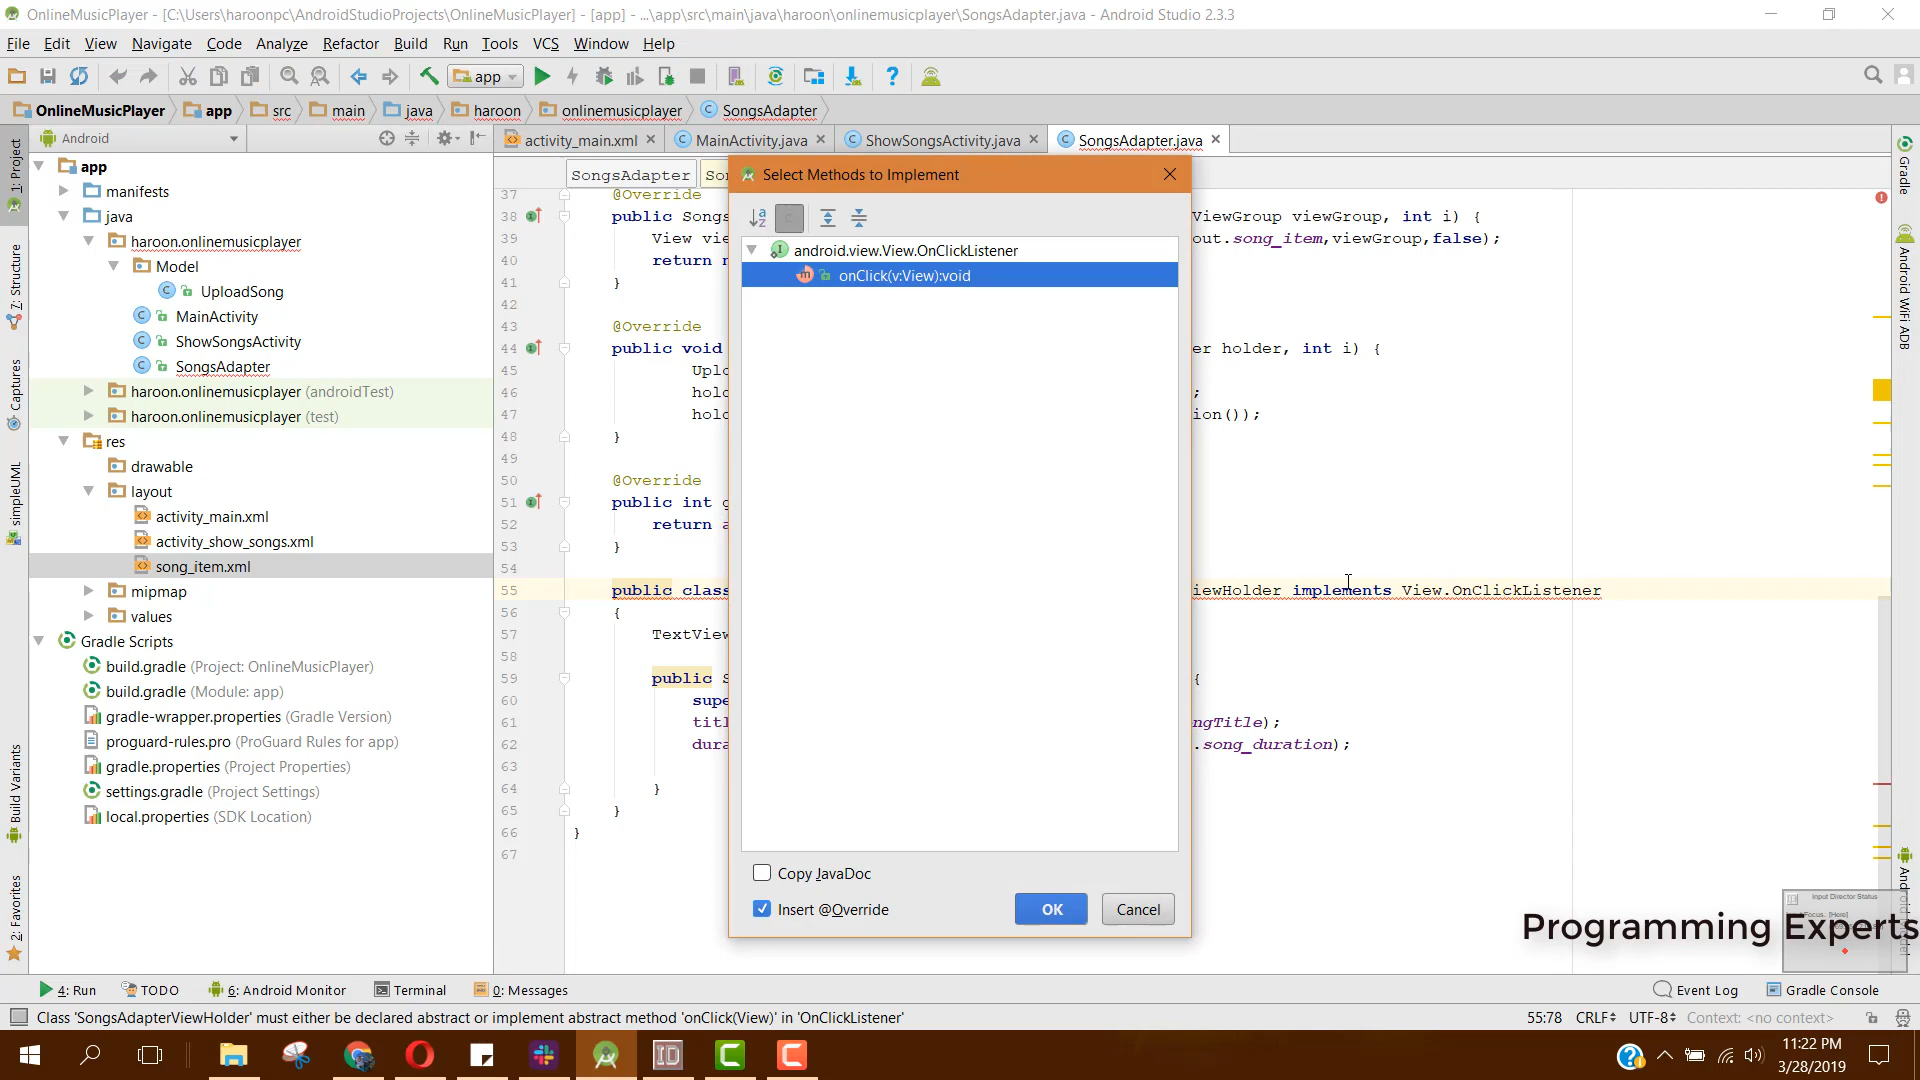 OnlineMusicPlayer - [C:\Users\haroonpc\AndroidStudioProjects\OnlineMusicPlayer] - [app] - ...\app\src\main\java\haroon\onlinemusicplayer\SongsAdapter.java - Android Studio 2.3.3
File Edit View Navigate Code Analyze Refactor Build Run Tools VCS Window Help
app
OnlineMusicPlayer app src main java haroon onlinemusicplayer SongsAdapter
Android
activity_main.xml MainActivity.java ShowSongsActivity.java SongsAdapter.java
1: Project
7: Structure
Captures
simpleUML
Build Variants
2: Favorites
app
manifests
java
haroon.onlinemusicplayer
Model
UploadSong
MainActivity
ShowSongsActivity
SongsAdapter
haroon.onlinemusicplayer (androidTest)
haroon.onlinemusicplayer (test)
res
drawable
layout
activity_main.xml
activity_show_songs.xml
song_item.xml
mipmap
values
Gradle Scripts
build.gradle (Project: OnlineMusicPlayer)
build.gradle (Module: app)
gradle-wrapper.properties (Gradle Version)
proguard-rules.pro (ProGuard Rules for app)
gradle.properties (Project Properties)
settings.gradle (Project Settings)
local.properties (SDK Location)
SongsAdapter
37 @Override
38 public Songs ViewGroup viewGroup, int i) {
39 View vie out.song_item,viewGroup,false);
40 return n
41 }
42
43 @Override
44 public void er holder, int i) {
45 Uplo
46 hold ;
47 hold ion());
48 }
49
50 @Override
51 public int g
52 return a
53 }
54
55 public class iewHolder implements View.OnClickListener
56 {
57 TextView
58
59 public S {
60 supe
61 titl ngTitle);
62 dura .song_duration);
63
64 }
65 }
66 }
67
Select Methods to Implement
android.view.View.OnClickListener
onClick(v:View):void
Copy JavaDoc
Insert @Override
OK
Cancel
Gradle
Android WiFi ADB
Input Director Status
Programming Experts
4: Run TODO 6: Android Monitor Terminal 0: Messages Event Log Gradle Console
Class 'SongsAdapterViewHolder' must either be declared abstract or implement abstract method 'onClick(View)' in 'OnClickListener'
55:78 CRLF UTF-8 Context: <no context>
11:22 PM
3/28/2019